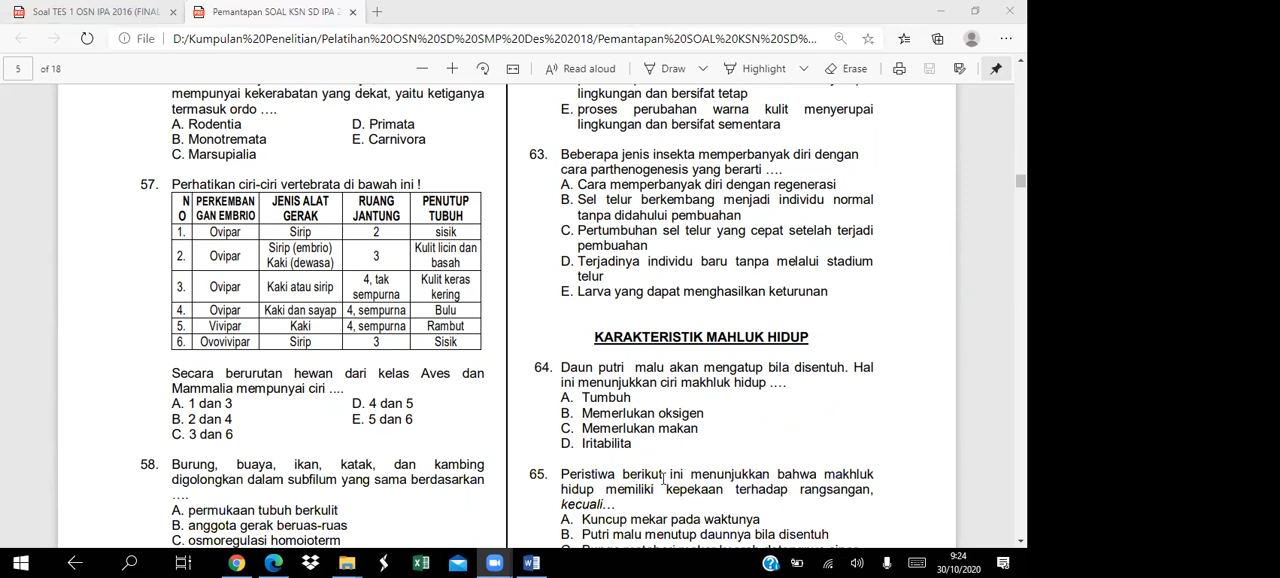 Soal TES 1 OSN IPA 2016 (FINAL
Pemantapan SOAL KSN SD IPA 2
File
D:/Kumpulan%20Penelitian/Pelatihan%20OSN%20SD%20SMP%20Des%202018/Pemantapan%20SOAL%20KSN%20SD%...
5 of 18
Read aloud
Draw
Highlight
Erase
mempunyai kekerabatan yang dekat, yaitu ketiganya
termasuk ordo ....
A. Rodentia D. Primata
B. Monotremata E. Carnivora
C. Marsupialia
57. Perhatikan ciri-ciri vertebrata di bawah ini !
NO PERKEMBANGAN EMBRIO JENIS ALAT GERAK RUANG JANTUNG PENUTUP TUBUH
1. Ovipar Sirip 2 sisik
2. Ovipar Sirip (embrio) Kaki (dewasa) 3 Kulit licin dan basah
3. Ovipar Kaki atau sirip 4, tak sempurna Kulit keras kering
4. Ovipar Kaki dan sayap 4, sempurna Bulu
5. Vivipar Kaki 4, sempurna Rambut
6. Ovovivipar Sirip 3 Sisik
Secara berurutan hewan dari kelas Aves dan
Mammalia mempunyai ciri ....
A. 1 dan 3 D. 4 dan 5
B. 2 dan 4 E. 5 dan 6
C. 3 dan 6
58. Burung, buaya, ikan, katak, dan kambing
digolongkan dalam subfilum yang sama berdasarkan
....
A. permukaan tubuh berkulit
B. anggota gerak beruas-ruas
C. osmoregulasi homoioterm
lingkungan dan bersifat tetap
E. proses perubahan warna kulit menyerupai
lingkungan dan bersifat sementara
63. Beberapa jenis insekta memperbanyak diri dengan
cara parthenogenesis yang berarti ....
A. Cara memperbanyak diri dengan regenerasi
B. Sel telur berkembang menjadi individu normal
tanpa didahului pembuahan
C. Pertumbuhan sel telur yang cepat setelah terjadi
pembuahan
D. Terjadinya individu baru tanpa melalui stadium
telur
E. Larva yang dapat menghasilkan keturunan
KARAKTERISTIK MAHLUK HIDUP
64. Daun putri malu akan mengatup bila disentuh. Hal
ini menunjukkan ciri makhluk hidup ....
A. Tumbuh
B. Memerlukan oksigen
C. Memerlukan makan
D. Iritabilita
65. Peristiwa berikut ini menunjukkan bahwa makhluk
hidup memiliki kepekaan terhadap rangsangan,
kecuali...
A. Kuncup mekar pada waktunya
B. Putri malu menutup daunnya bila disentuh
9:24
30/10/2020